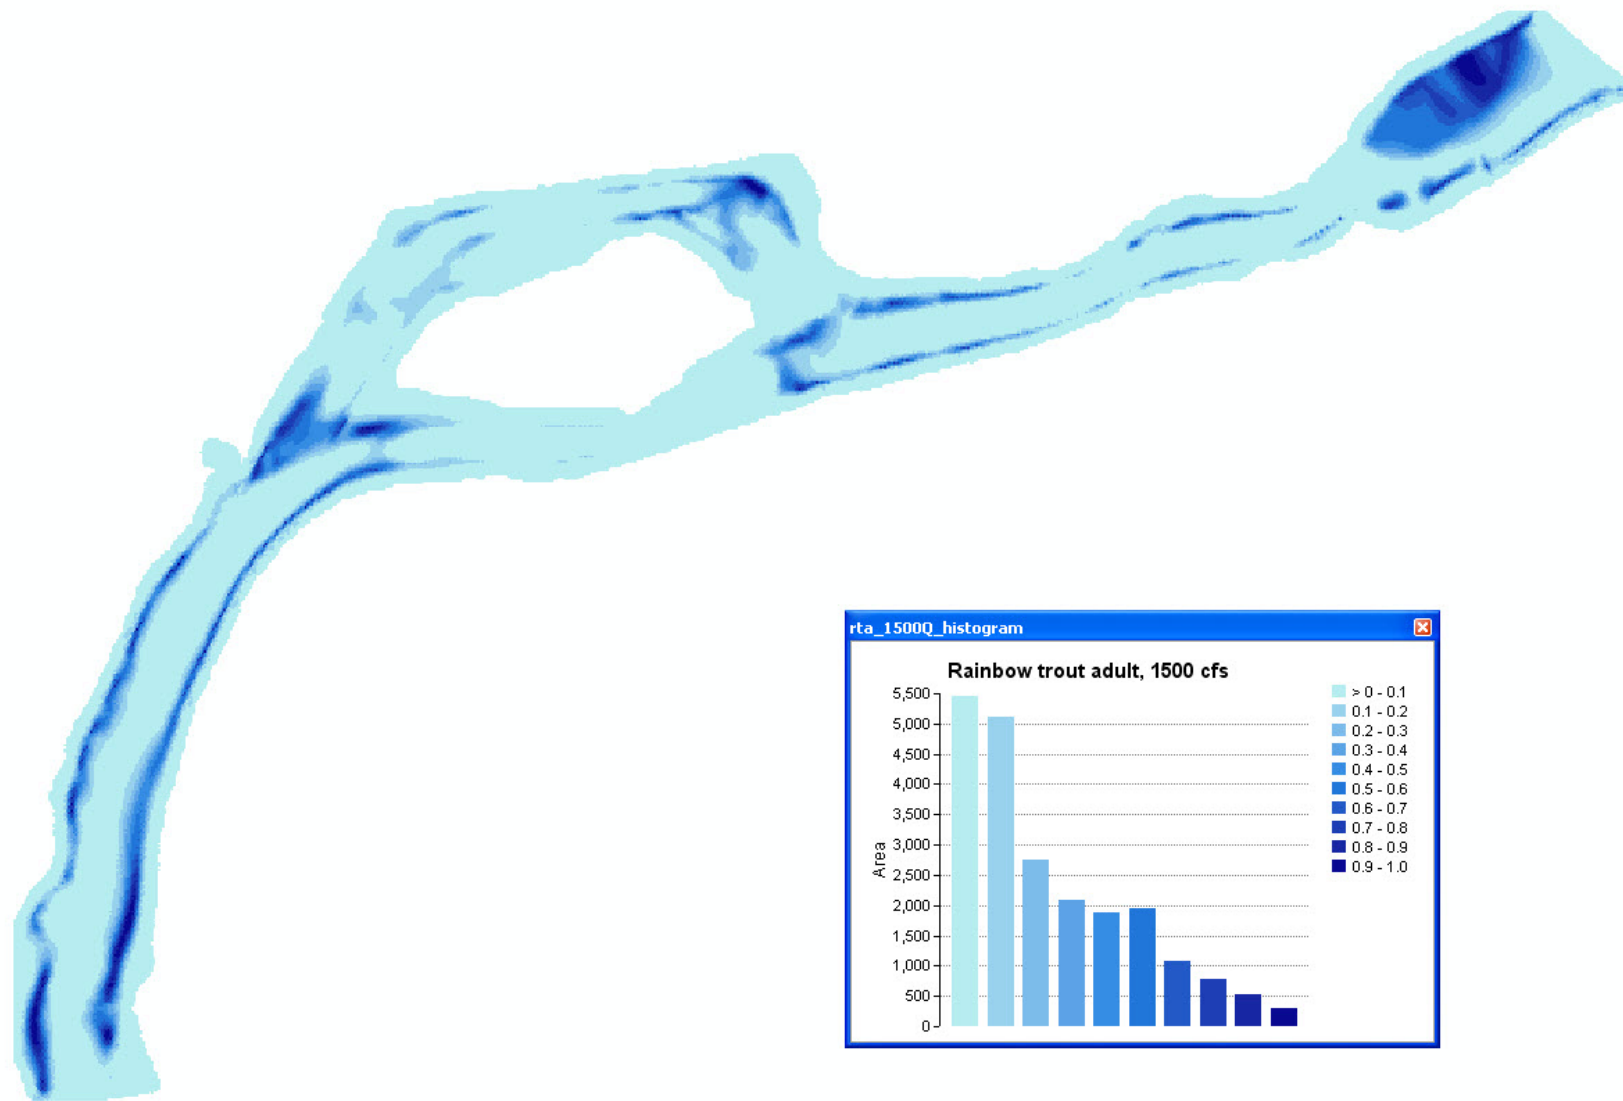 rta_1500Q_histogram
Rainbow trout adult, 1500 cfs
5,500
5,000
4,500
4,000
3,500
3,000
2,500
2,000
1,500
1,000
500
0
Area
> 0 - 0.1
0.1 - 0.2
0.2 - 0.3
0.3 - 0.4
0.4 - 0.5
0.5 - 0.6
0.6 - 0.7
0.7 - 0.8
0.8 - 0.9
0.9 - 1.0